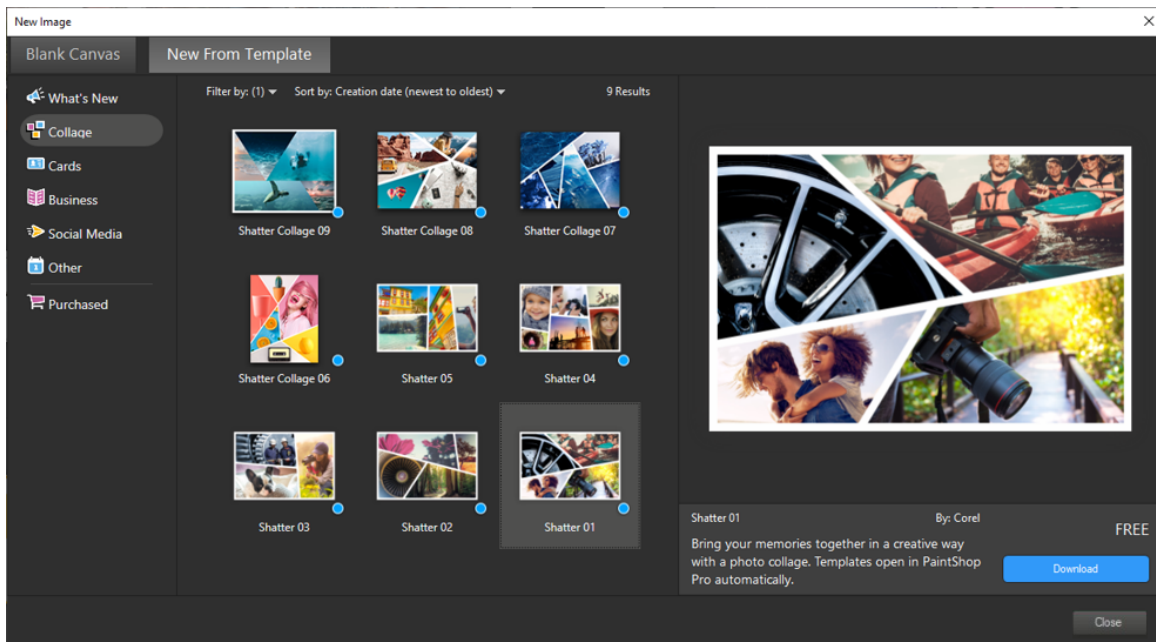 New Image
Blank Canvas
New From Template
What's New
Collage
Cards
Business
Social Media
Other
Purchased
Filter by: (1)
Sort by: Creation date (newest to oldest)
9 Results
Shatter Collage 09
Shatter Collage 08
Shatter Collage 07
Shatter Collage 06
Shatter 05
Shatter 04
Shatter 03
Shatter 02
Shatter 01
Shatter 01
By: Corel
FREE
Bring your memories together in a creative way
with a photo collage. Templates open in PaintShop
Pro automatically.
Download
Close